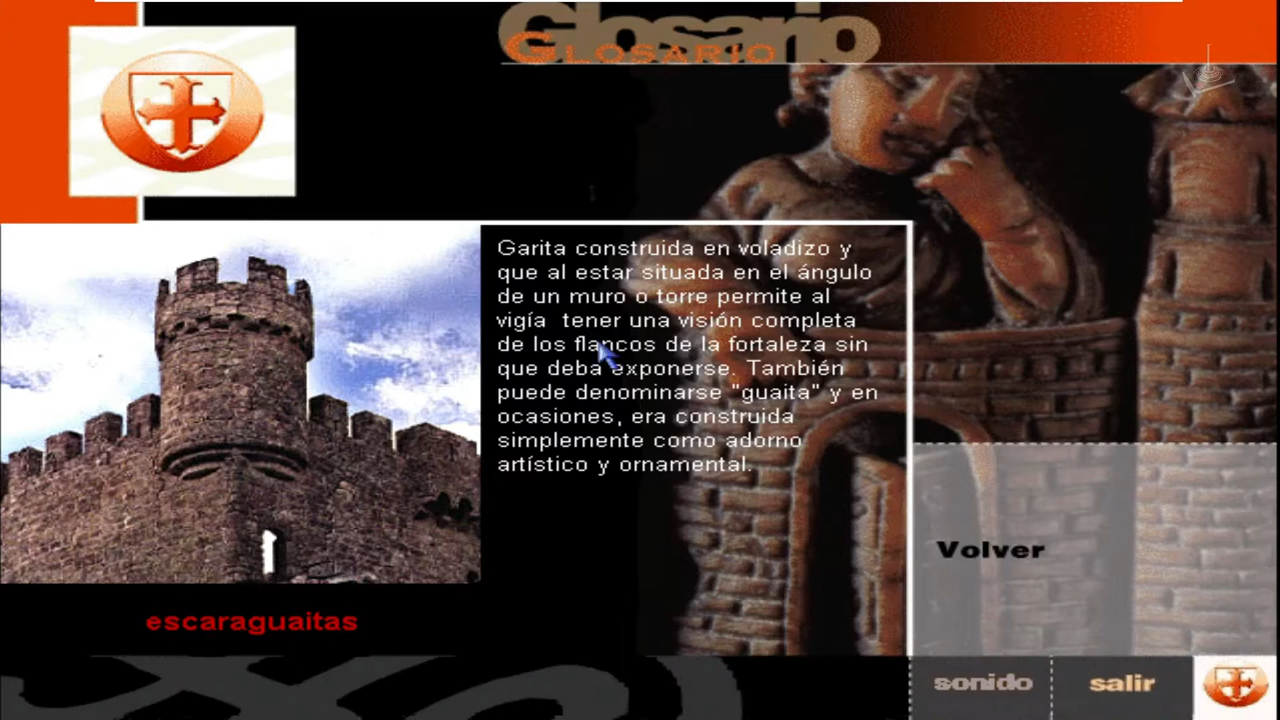 Glosario
GLOSARIO
Garita construida en voladizo y
que al estar situada en el ángulo
de un muro o torre permite al
vigía  tener una visión completa
de los flancos de la fortaleza sin
que deba exponerse. También
puede denominarse "guaita" y en
ocasiones, era construida
simplemente como adorno
artístico y ornamental.
Volver
escaraguaitas
sonido
salir